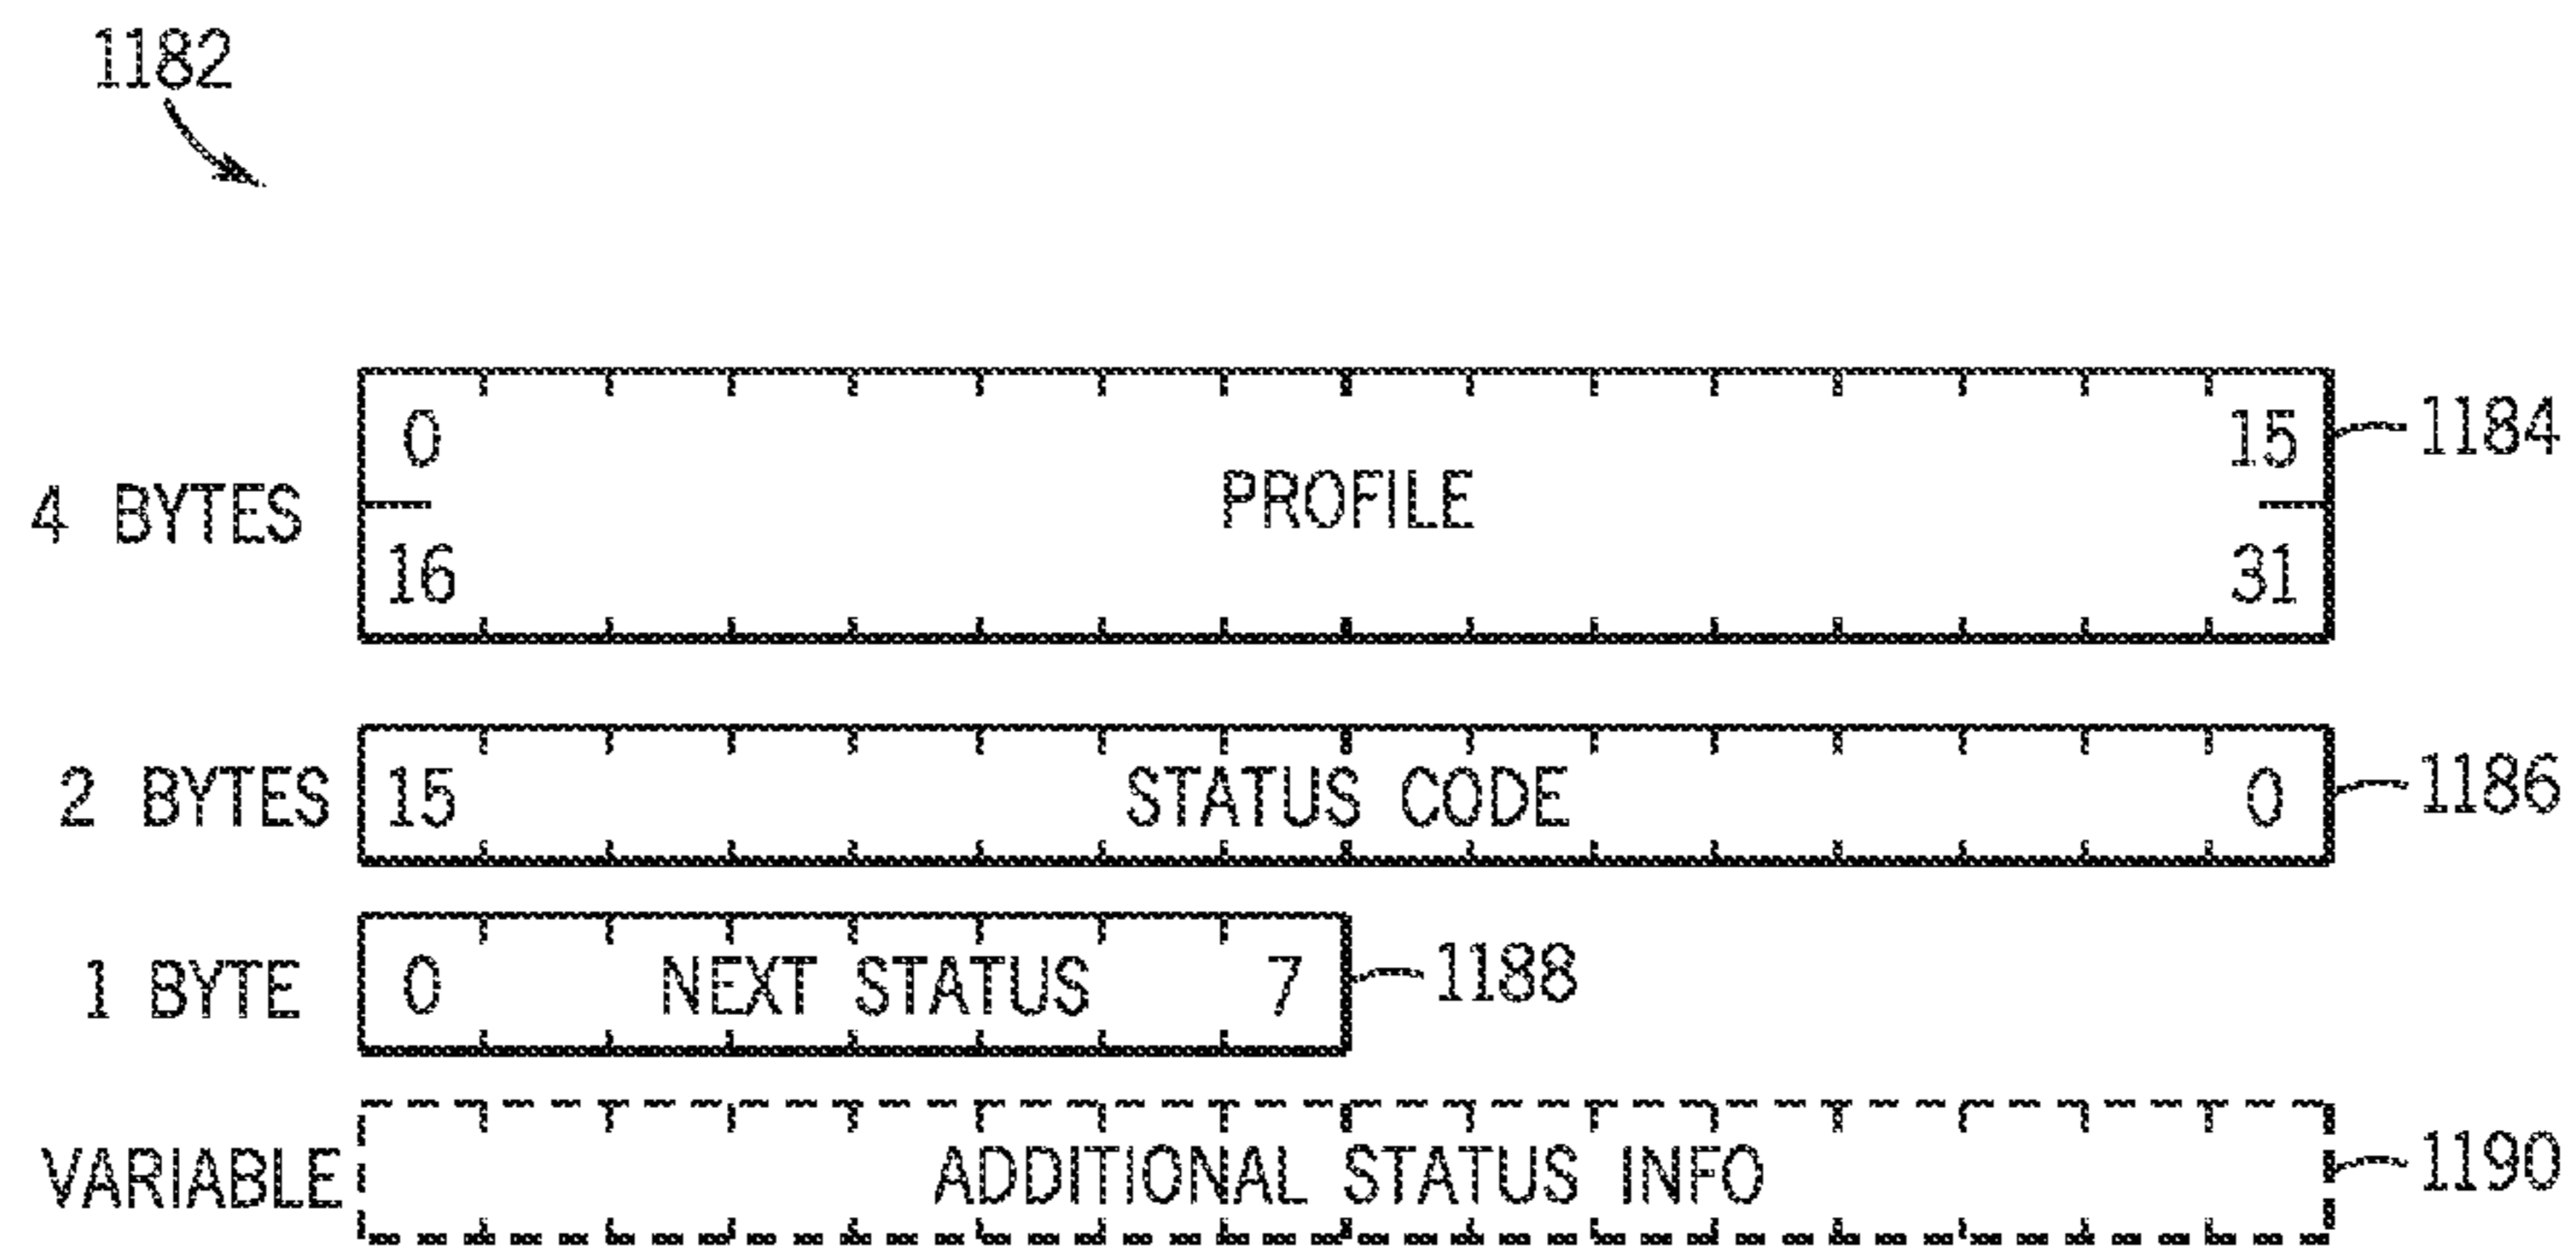 1182
0 15 1184
4 BYTES PROFILE
16 31
2 BYTES 15 STATUS CODE 0 1186
1 BYTE 0 NEXT STATUS 7 1188
VARIABLE ADDITIONAL STATUS INFO 1190